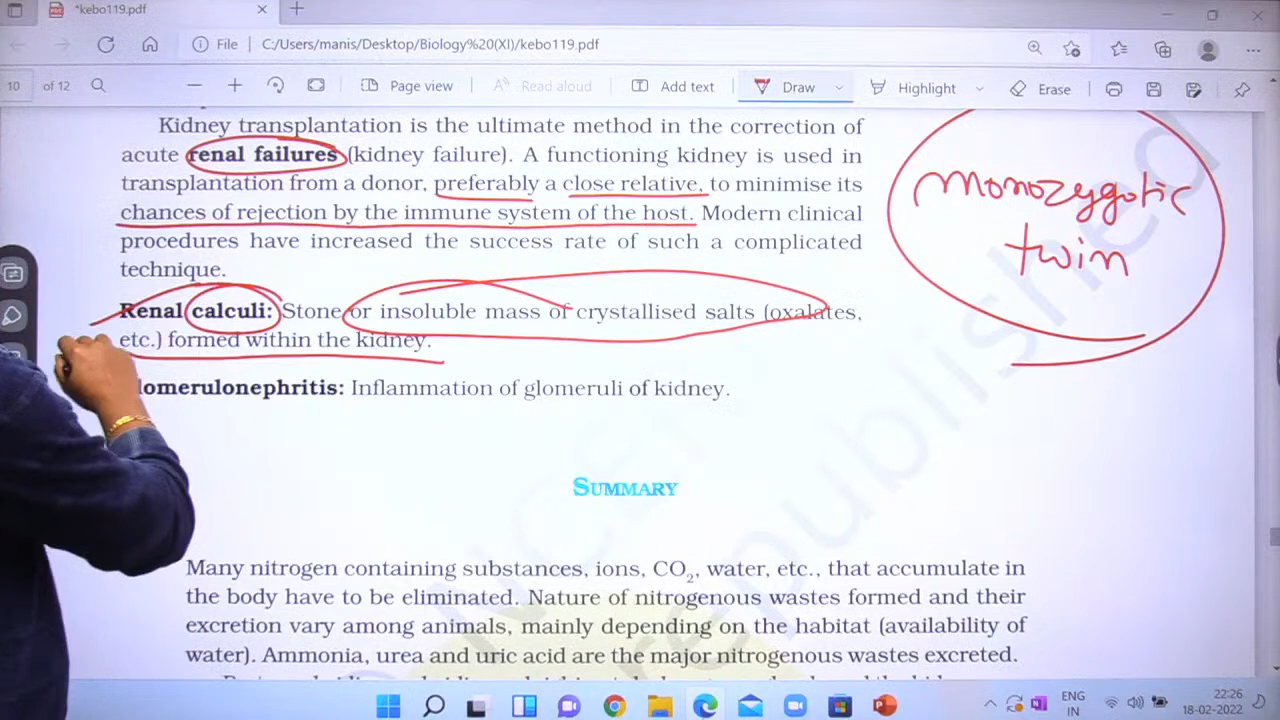 *kebo119.pdf
File C:/Users/manis/Desktop/Biology%20(XI)/kebo119.pdf
10 of 12 Page view Read aloud Add text Draw Highlight Erase
Kidney transplantation is the ultimate method in the correction of
acute renal failures (kidney failure). A functioning kidney is used in
transplantation from a donor, preferably a close relative, to minimise its
chances of rejection by the immune system of the host. Modern clinical
procedures have increased the success rate of such a complicated
technique.
Monozygotic
twin
Renal calculi: Stone or insoluble mass of crystallised salts (oxalates,
etc.) formed within the kidney.
lomerulonephritis: Inflammation of glomeruli of kidney.
SUMMARY
Many nitrogen containing substances, ions, CO₂, water, etc., that accumulate in
the body have to be eliminated. Nature of nitrogenous wastes formed and their
excretion vary among animals, mainly depending on the habitat (availability of
water). Ammonia, urea and uric acid are the major nitrogenous wastes excreted.
republished
ENG
IN
22:26
18-02-2022